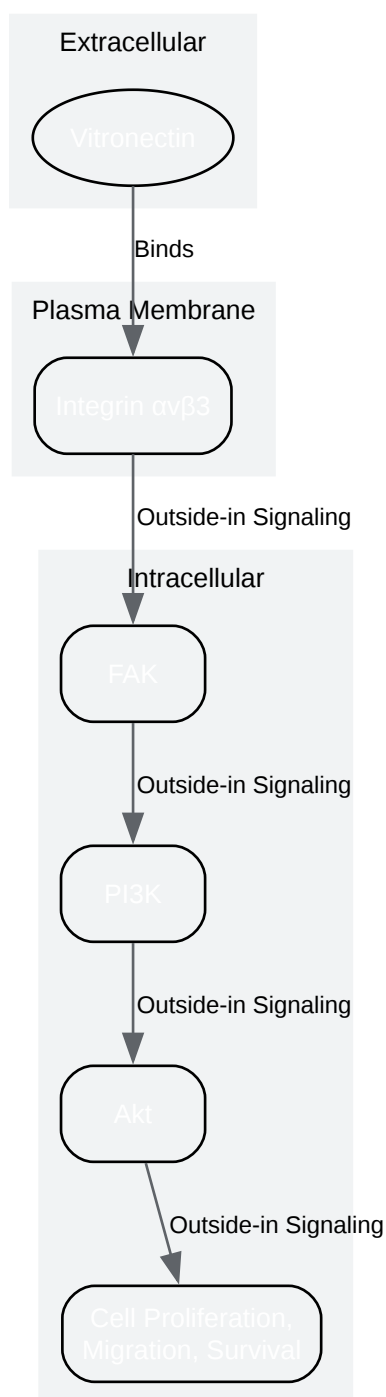 Extracellular
Vitronectin
Binds
Plasma Membrane
Integrin αvβ3
Outside-in Signaling
Intracellular
FAK
Outside-in Signaling
PI3K
Outside-in Signaling
Akt
Outside-in Signaling
Cell Proliferation,
Migration, Survival